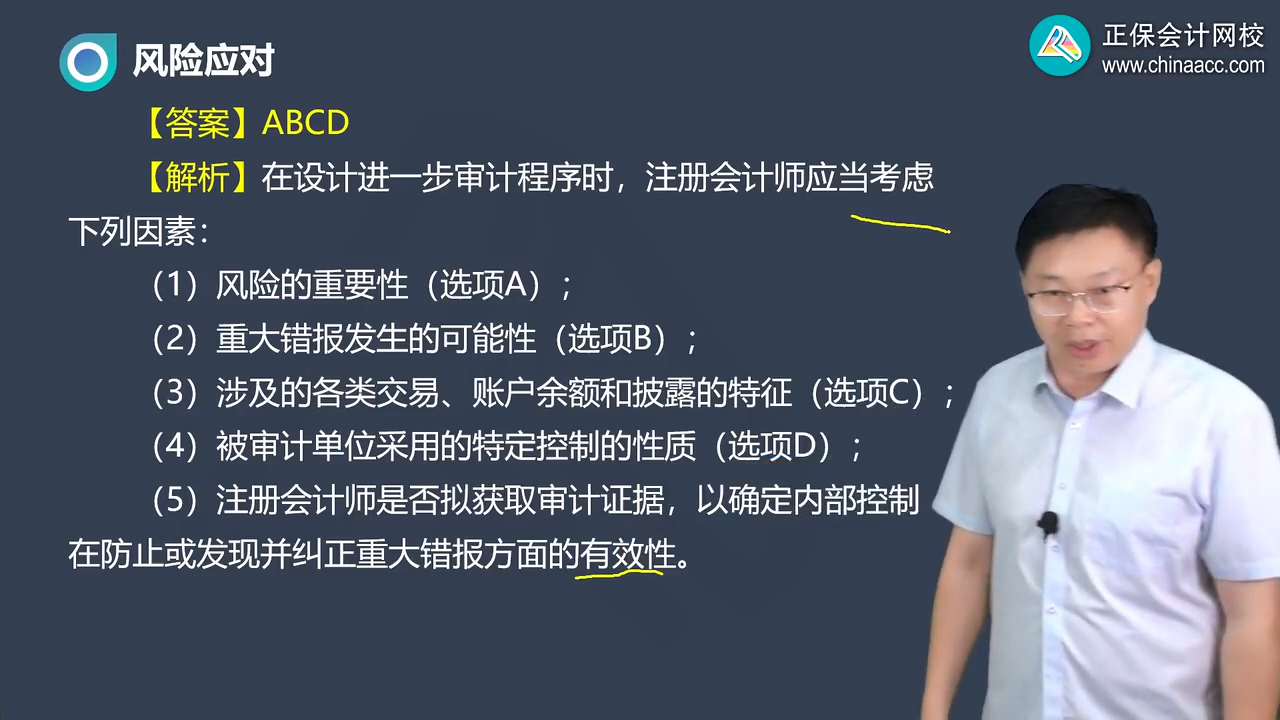 风险应对
正保会计网校
www.chinaacc.com
【答案】ABCD
【解析】在设计进一步审计程序时，注册会计师应当考虑
下列因素：
（1）风险的重要性（选项A）；
（2）重大错报发生的可能性（选项B）；
（3）涉及的各类交易、账户余额和披露的特征（选项C）；
（4）被审计单位采用的特定控制的性质（选项D）；
（5）注册会计师是否拟获取审计证据，以确定内部控制
在防止或发现并纠正重大错报方面的有效性。